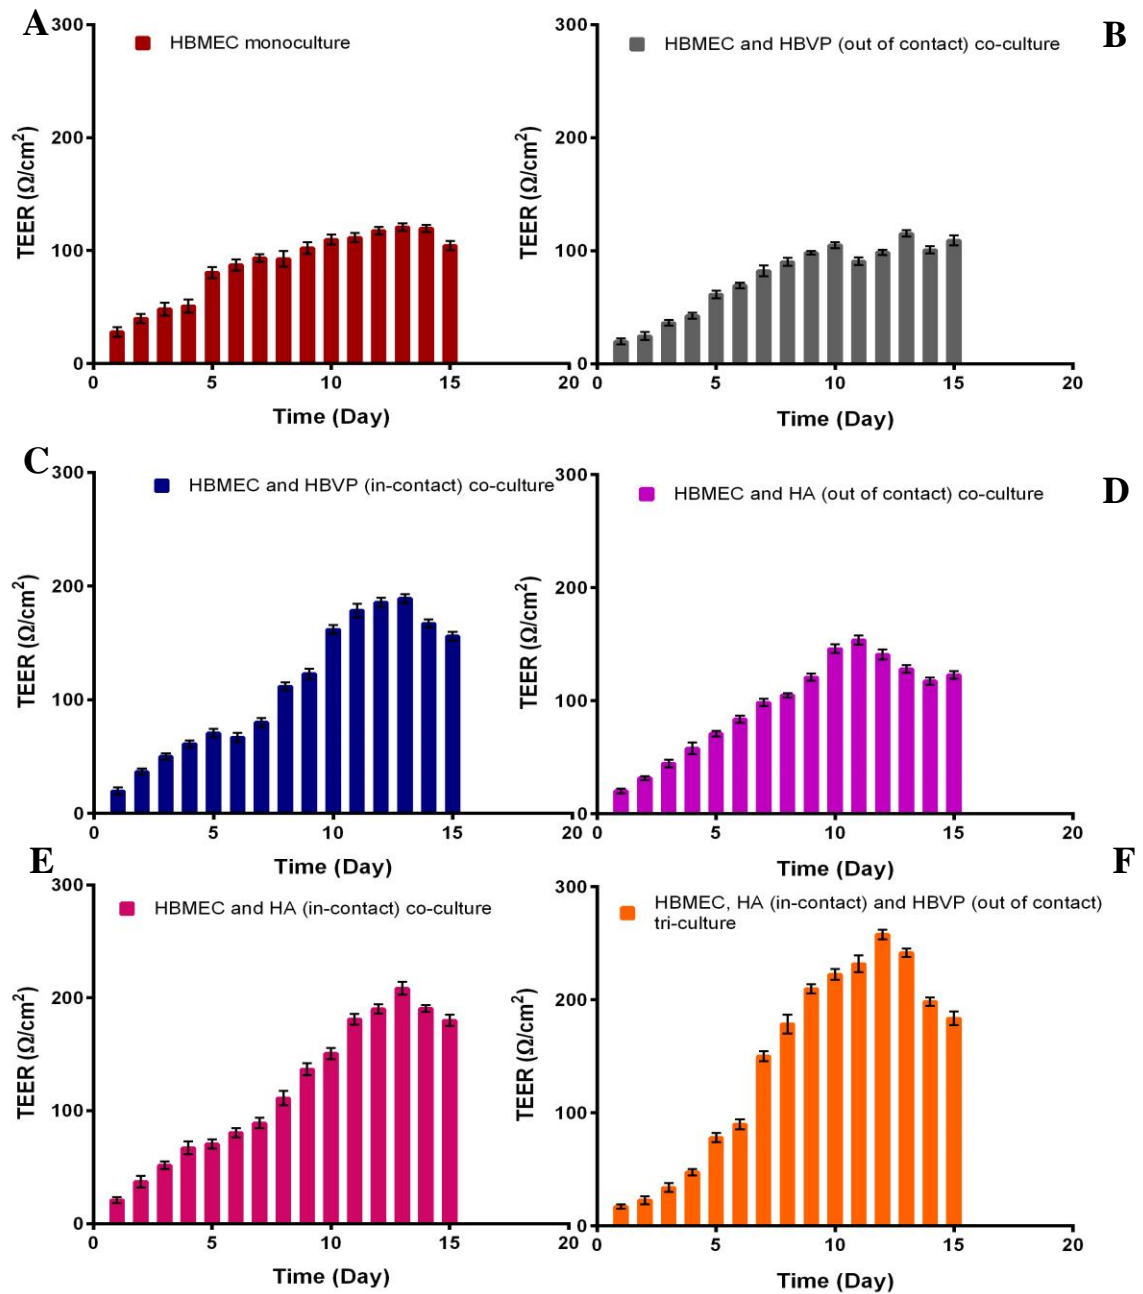 A
300
200
100
0
TEER (Ω/cm²)
HBMEC monoculture
0 5 10 15 20
Time (Day)
B
300
200
100
0
TEER (Ω/cm²)
HBMEC and HBVP (out of contact) co-culture
0 5 10 15 20
Time (Day)
C
300
200
100
0
TEER (Ω/cm²)
HBMEC and HBVP (in-contact) co-culture
0 5 10 15 20
Time (Day)
D
300
200
100
0
TEER (Ω/cm²)
HBMEC and HA (out of contact) co-culture
0 5 10 15 20
Time (Day)
E
300
200
100
0
TEER (Ω/cm²)
HBMEC and HA (in-contact) co-culture
0 5 10 15 20
Time (Day)
F
300
200
100
0
TEER (Ω/cm²)
HBMEC, HA (in-contact) and HBVP (out of contact)
tri-culture
0 5 10 15 20
Time (Day)